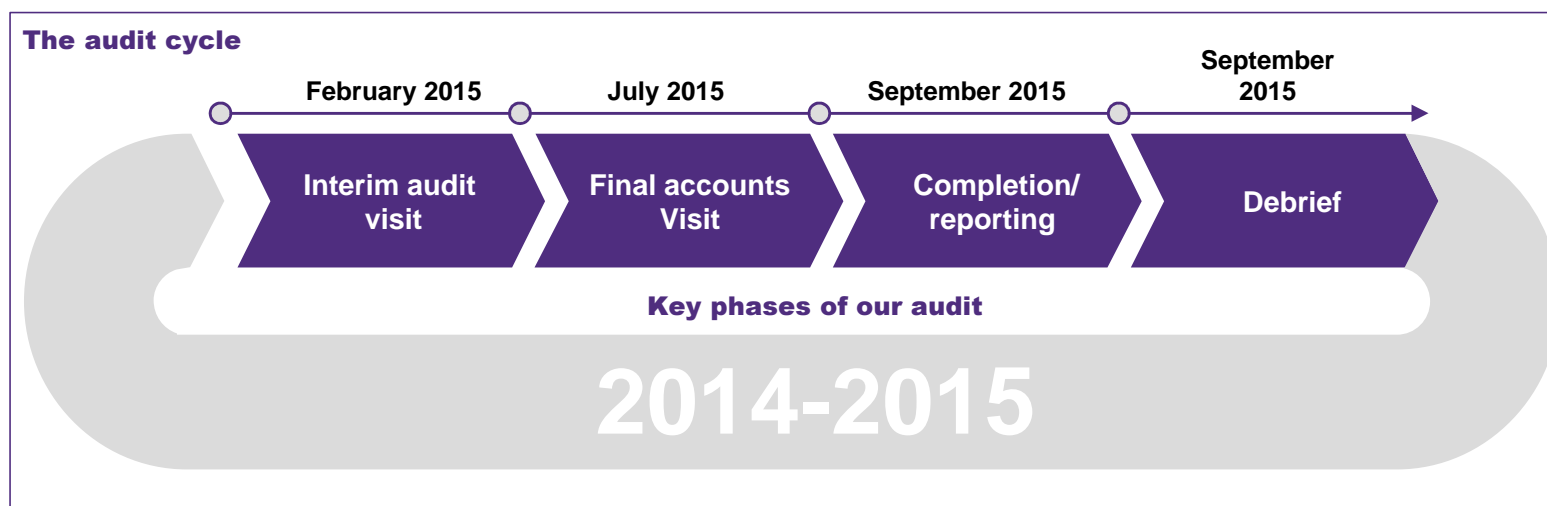 The audit cycle
February 2015
July 2015
September 2015
September
2015
Interim audit
visit
Final accounts
Visit
Completion/
reporting
Debrief
Key phases of our audit
2014-2015